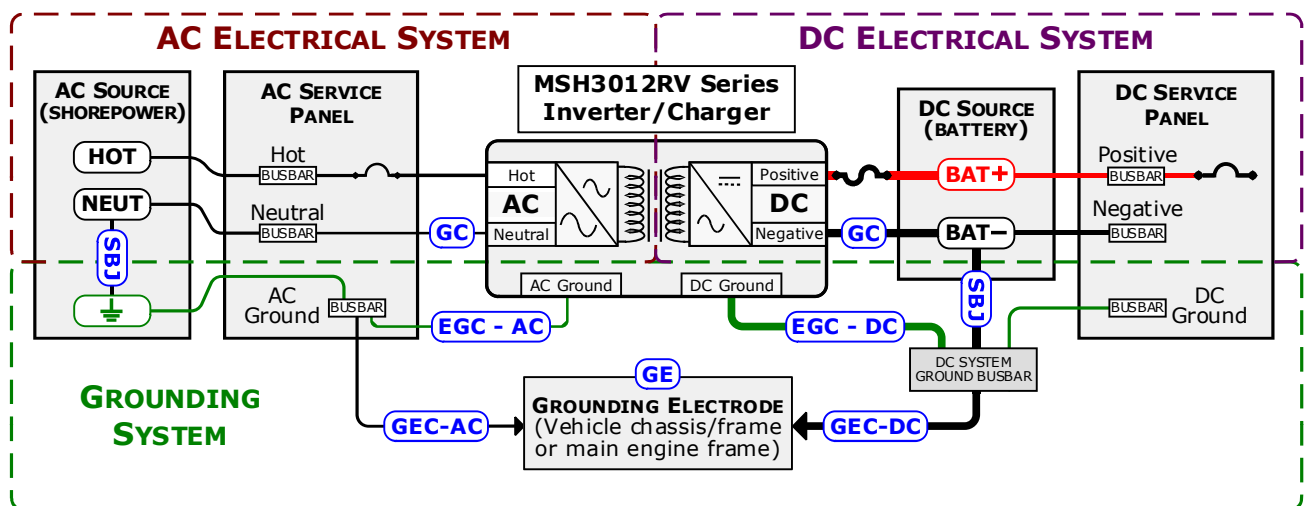 AC ELECTRICAL SYSTEM
DC ELECTRICAL SYSTEM
AC SOURCE
(SHOREPOWER)
HOT
NEUT
SBJ
AC SERVICE
PANEL
Hot
BUSBAR
Neutral
BUSBAR
AC
Ground
BUSBAR
GC
EGC - AC
MSH3012RV Series
Inverter/Charger
Hot
AC
Neutral
AC Ground
Positive
DC
Negative
DC Ground
GC
EGC - DC
DC SOURCE
(BATTERY)
BAT+
BAT−
SBJ
DC SERVICE
PANEL
Positive
BUSBAR
Negative
BUSBAR
BUSBAR
DC
Ground
DC SYSTEM
GROUND BUSBAR
GROUNDING
SYSTEM
GEC-AC
GE
GROUNDING ELECTRODE
(Vehicle chassis/frame
or main engine frame)
GEC-DC